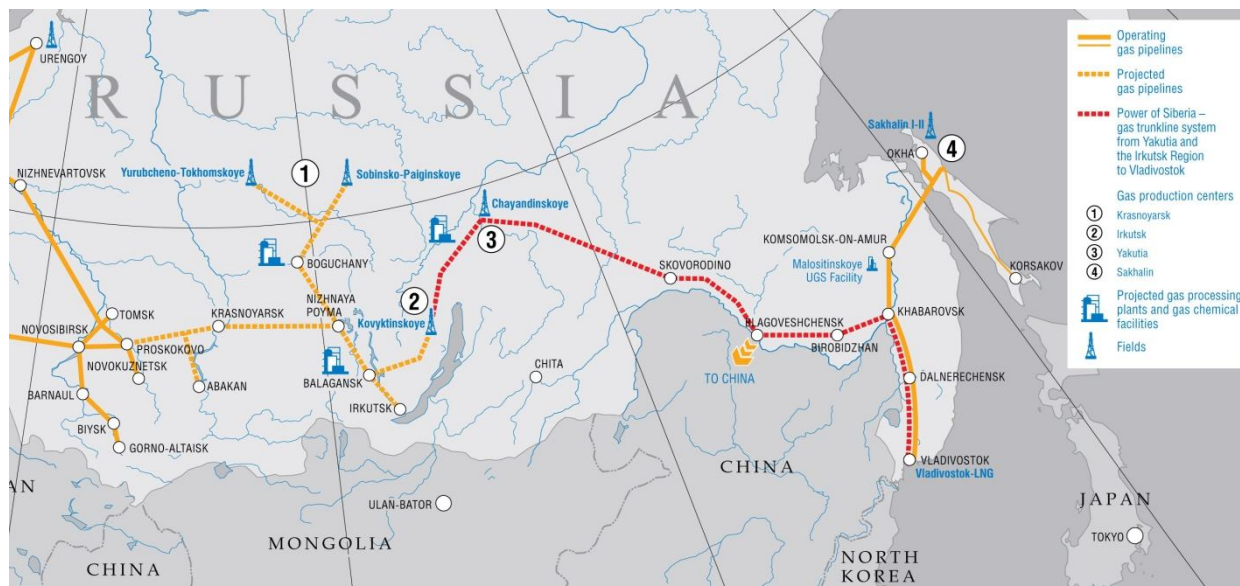 URENGOY
RUSSIA
NIZHNEVARTOVSK
Yurubcheno-Tokhomskoye
1
Sobinsko-Paiginskoye
Sakhalin I-II
OKHA
4
Chayandinskoye
3
BOGUCHANY
KOMSOMOLSK-ON-AMUR
SKOVORODINO
Malositinskoye
UGS Facility
KORSAKOV
TOMSK
KRASNOYARSK
NIZHNAYA
POYMA
2
Kovyktinskoye
NOVOSIBIRSK
PROSKOKOVO
NOVOKUZNETSK
BLAGOVESHCHENSK
BIROBIDZHAN
KHABAROVSK
ABAKAN
BALAGANSK
CHITA
TO CHINA
DALNERECHENSK
BARNAUL
IRKUTSK
BIYSK
GORNO-ALTAISK
VLADIVOSTOK
Vladivostok-LNG
CHINA
AN
ULAN-BATOR
JAPAN
TOKYO
MONGOLIA
NORTH
KOREA
CHINA
Operating
gas pipelines
Projected
gas pipelines
Power of Siberia –
gas trunkline system
from Yakutia and
the Irkutsk Region
to Vladivostok
Gas production centers
1 Krasnoyarsk
2 Irkutsk
3 Yakutia
4 Sakhalin
Projected gas processing
plants and gas chemical
facilities
Fields